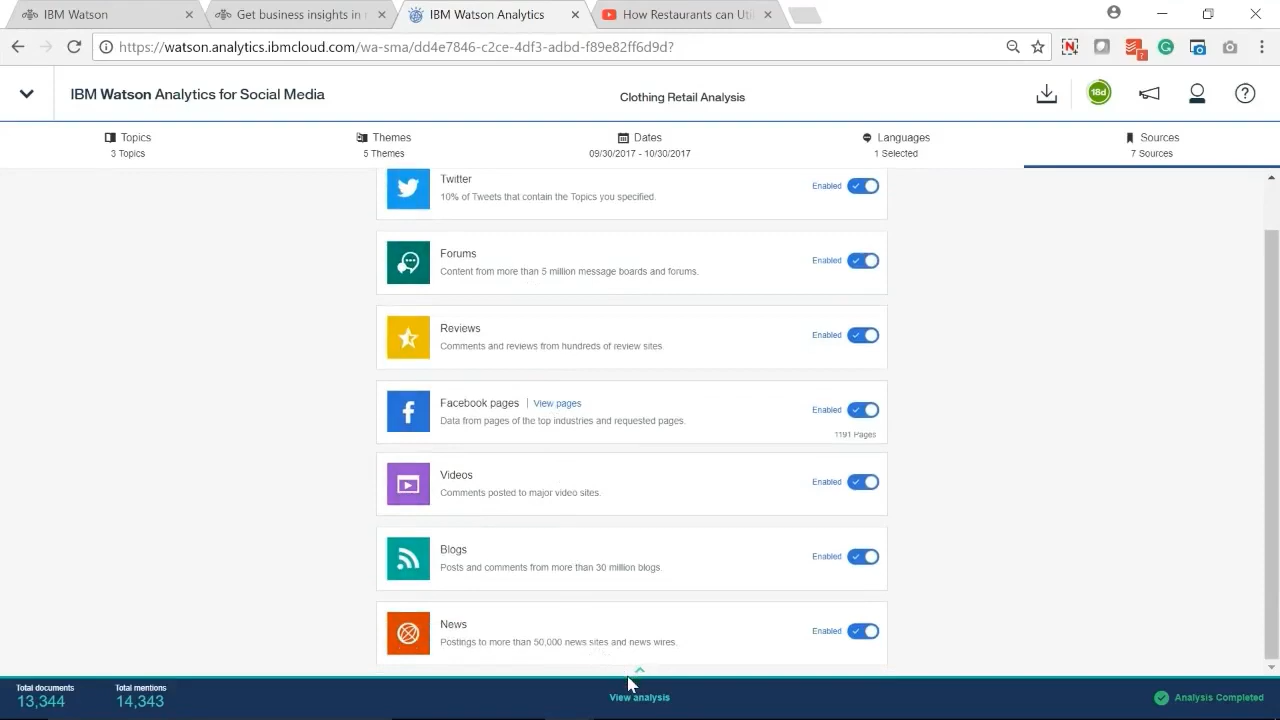 IBM Watson
Get business insights in
IBM Watson Analytics
How Restaurants can Uti
https://watson.analytics.ibmcloud.com/wa-sma/dd4e7846-c2ce-4df3-adbd-f89e82ff6d9d?
IBM Watson Analytics for Social Media
Clothing Retail Analysis
18d
Topics
3 Topics
Themes
5 Themes
Dates
09/30/2017 - 10/30/2017
Languages
1 Selected
Sources
7 Sources
Twitter
10% of Tweets that contain the Topics you specified.
Enabled
Forums
Content from more than 5 million message boards and forums.
Enabled
Reviews
Comments and reviews from hundreds of review sites.
Enabled
Facebook pages | View pages
Data from pages of the top industries and requested pages.
Enabled
1191 Pages
Videos
Comments posted to major video sites.
Enabled
Blogs
Posts and comments from more than 30 million blogs.
Enabled
News
Postings to more than 50,000 news sites and news wires.
Enabled
Total documents
13,344
Total mentions
14,343
View analysis
Analysis Completed